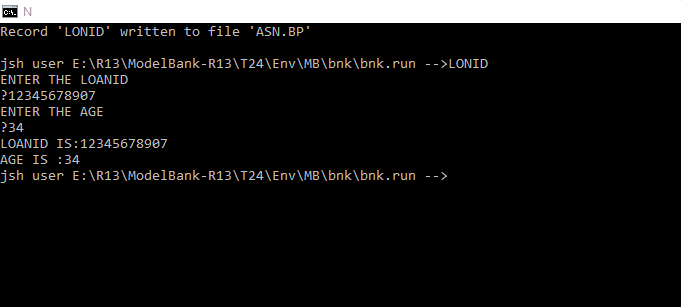 N
Record 'LONID' written to file 'ASN.BP'
jsh user E:\R13\ModelBank-R13\T24\Env\MB\bnk\bnk.run -->LONID
ENTER THE LOANID
?12345678907
ENTER THE AGE
?34
LOANID IS:12345678907
AGE IS :34
jsh user E:\R13\ModelBank-R13\T24\Env\MB\bnk\bnk.run -->